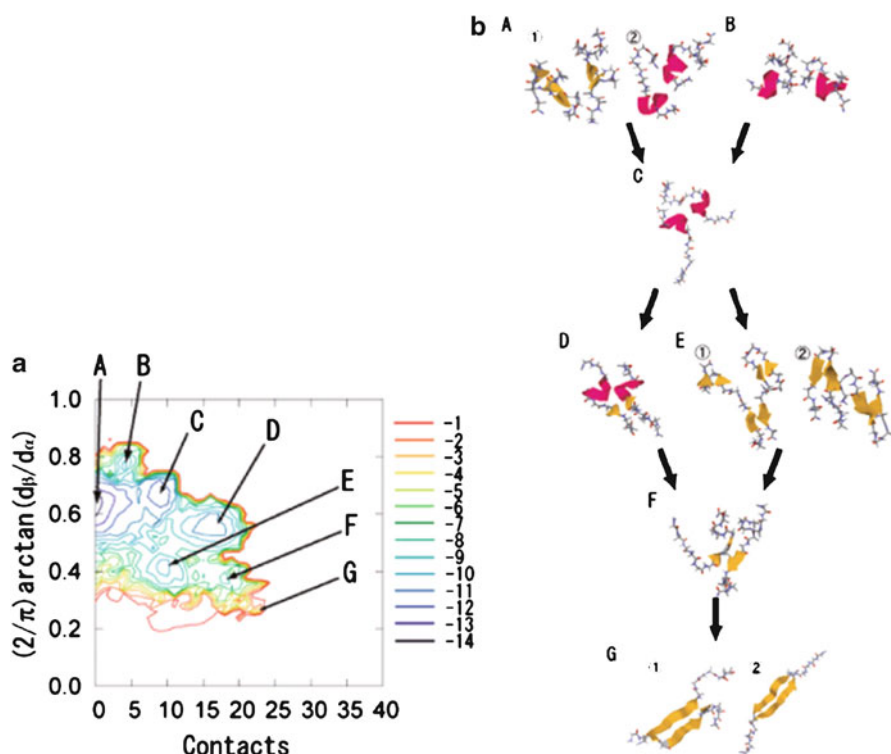 a
A
B
C
D
E
F
G
(2/π) arctan (dβ/dα)
1.0
0.8
0.6
0.4
0.2
0.0
0 5 10 15 20 25 30 35 40
Contacts
-1
-2
-3
-4
-5
-6
-7
-8
-9
-10
-11
-12
-13
-14
b
A ① ② B
C
D E ① ②
F
G 1 2